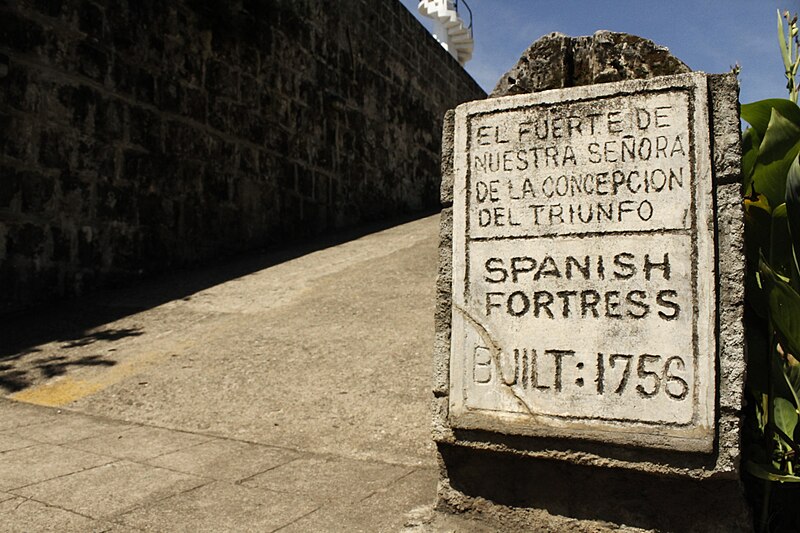 EL FUERTE DE
NUESTRA SEÑORA
DE LA CONCEPCION
DEL TRIUNFO
SPANISH
FORTRESS
BUILT: 1756